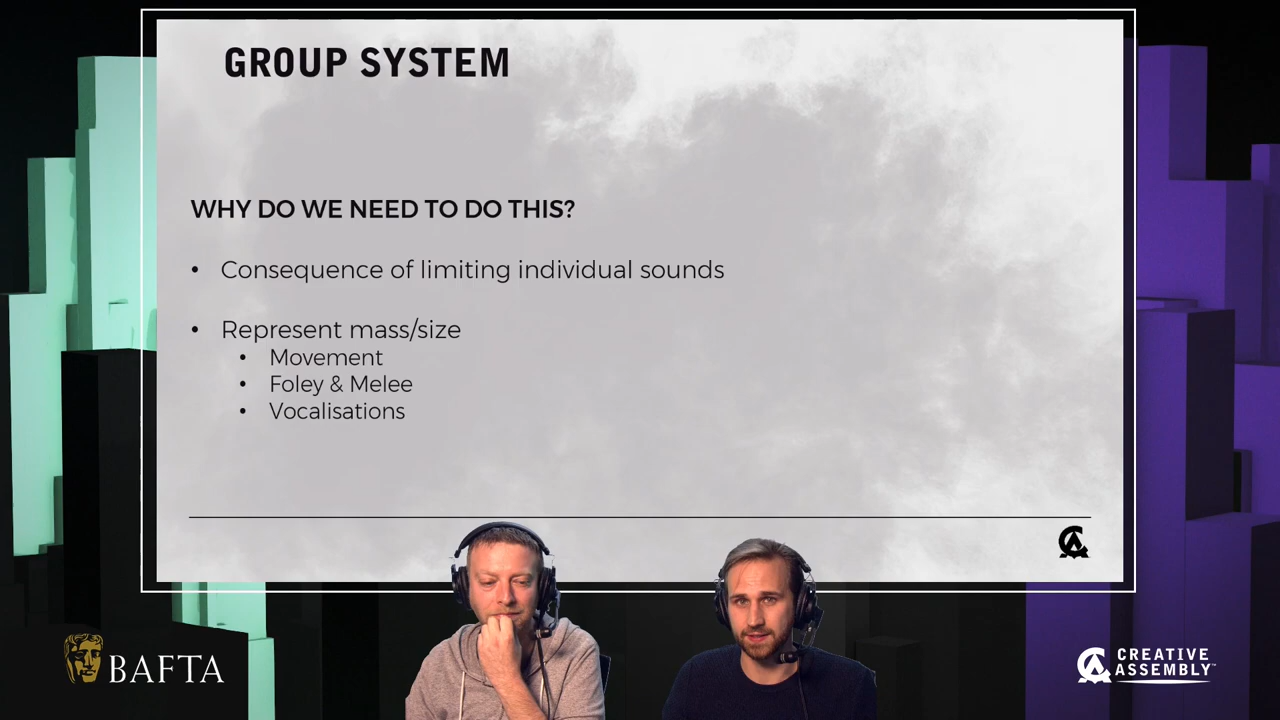 GROUP SYSTEM
WHY DO WE NEED TO DO THIS?
• Consequence of limiting individual sounds
• Represent mass/size
• Movement
• Foley & Melee
• Vocalisations
BAFTA
CREATIVE
ASSEMBLY™